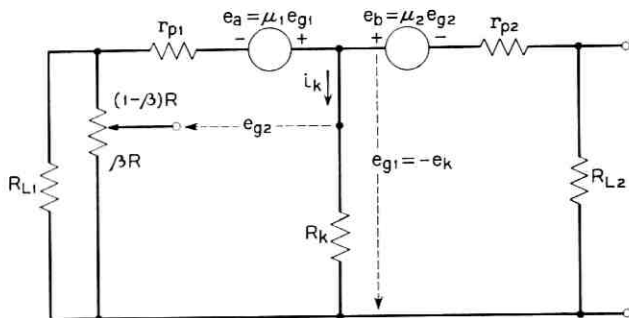 e_a = μ_1 e_g1
e_b = μ_2 e_g2
r_p1
r_p2
- +
+ -
i_k
(1-β)R
e_g2
βR
e_g1 = -e_k
R_L1
R_k
R_L2